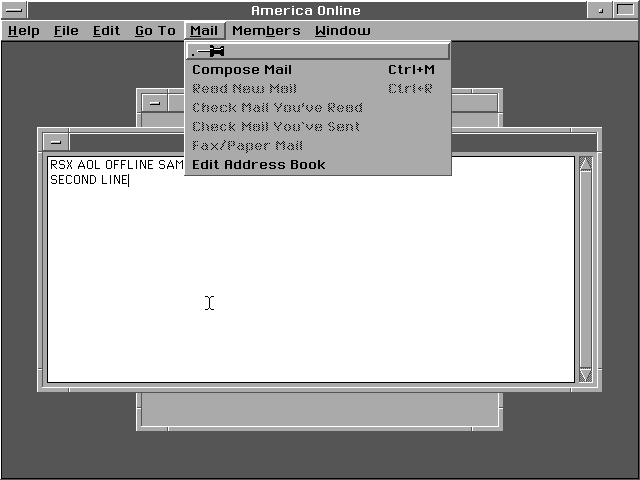 America Online
Help File Edit Go To Mail Members Window
Compose Mail Ctrl+M
Read New Mail Ctrl+R
Check Mail You've Read
Check Mail You've Sent
Fax/Paper Mail
Edit Address Book
RSX AOL OFFLINE SAM
SECOND LINE